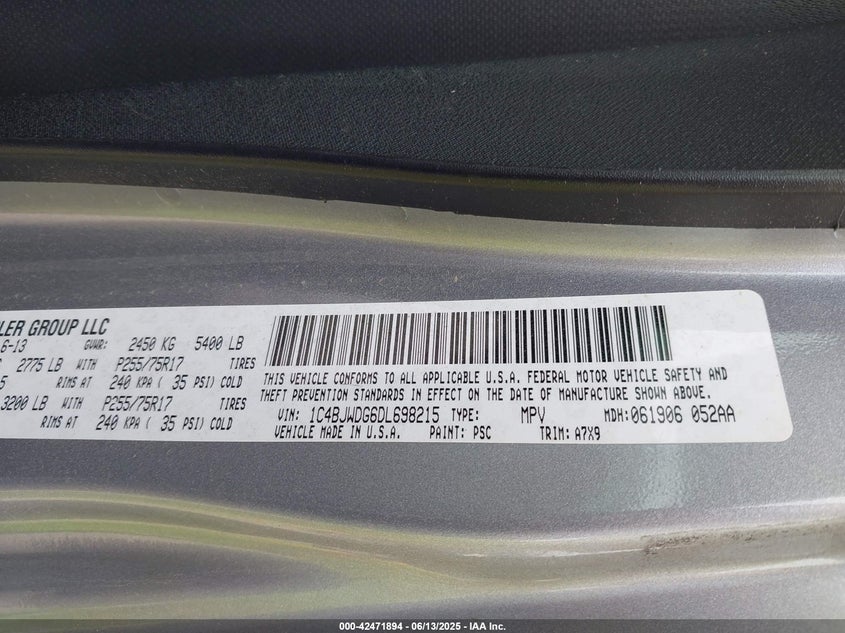 LER GROUP LLC
6-13 GVWR: 2450 KG 5400 LB
2775 LB WITH P255/75R17 TIRES
5 RIMS AT 240 KPA ( 35 PSI) COLD
3200 LB WITH P255/75R17 TIRES
RIMS AT 240 KPA ( 35 PSI) COLD
THIS VEHICLE CONFORMS TO ALL APPLICABLE U.S.A. FEDERAL MOTOR VEHICLE SAFETY AND
THEFT PREVENTION STANDARDS IN EFFECT ON THE DATE OF MANUFACTURE SHOWN ABOVE.
VIN: 1C4BJWDG6DL698215 TYPE: MPV MDH: 061906 052AA
VEHICLE MADE IN U.S.A. PAINT: PSC TRIM: A7X9
000-42471894 | 06/13/2025 - IAA Inc.